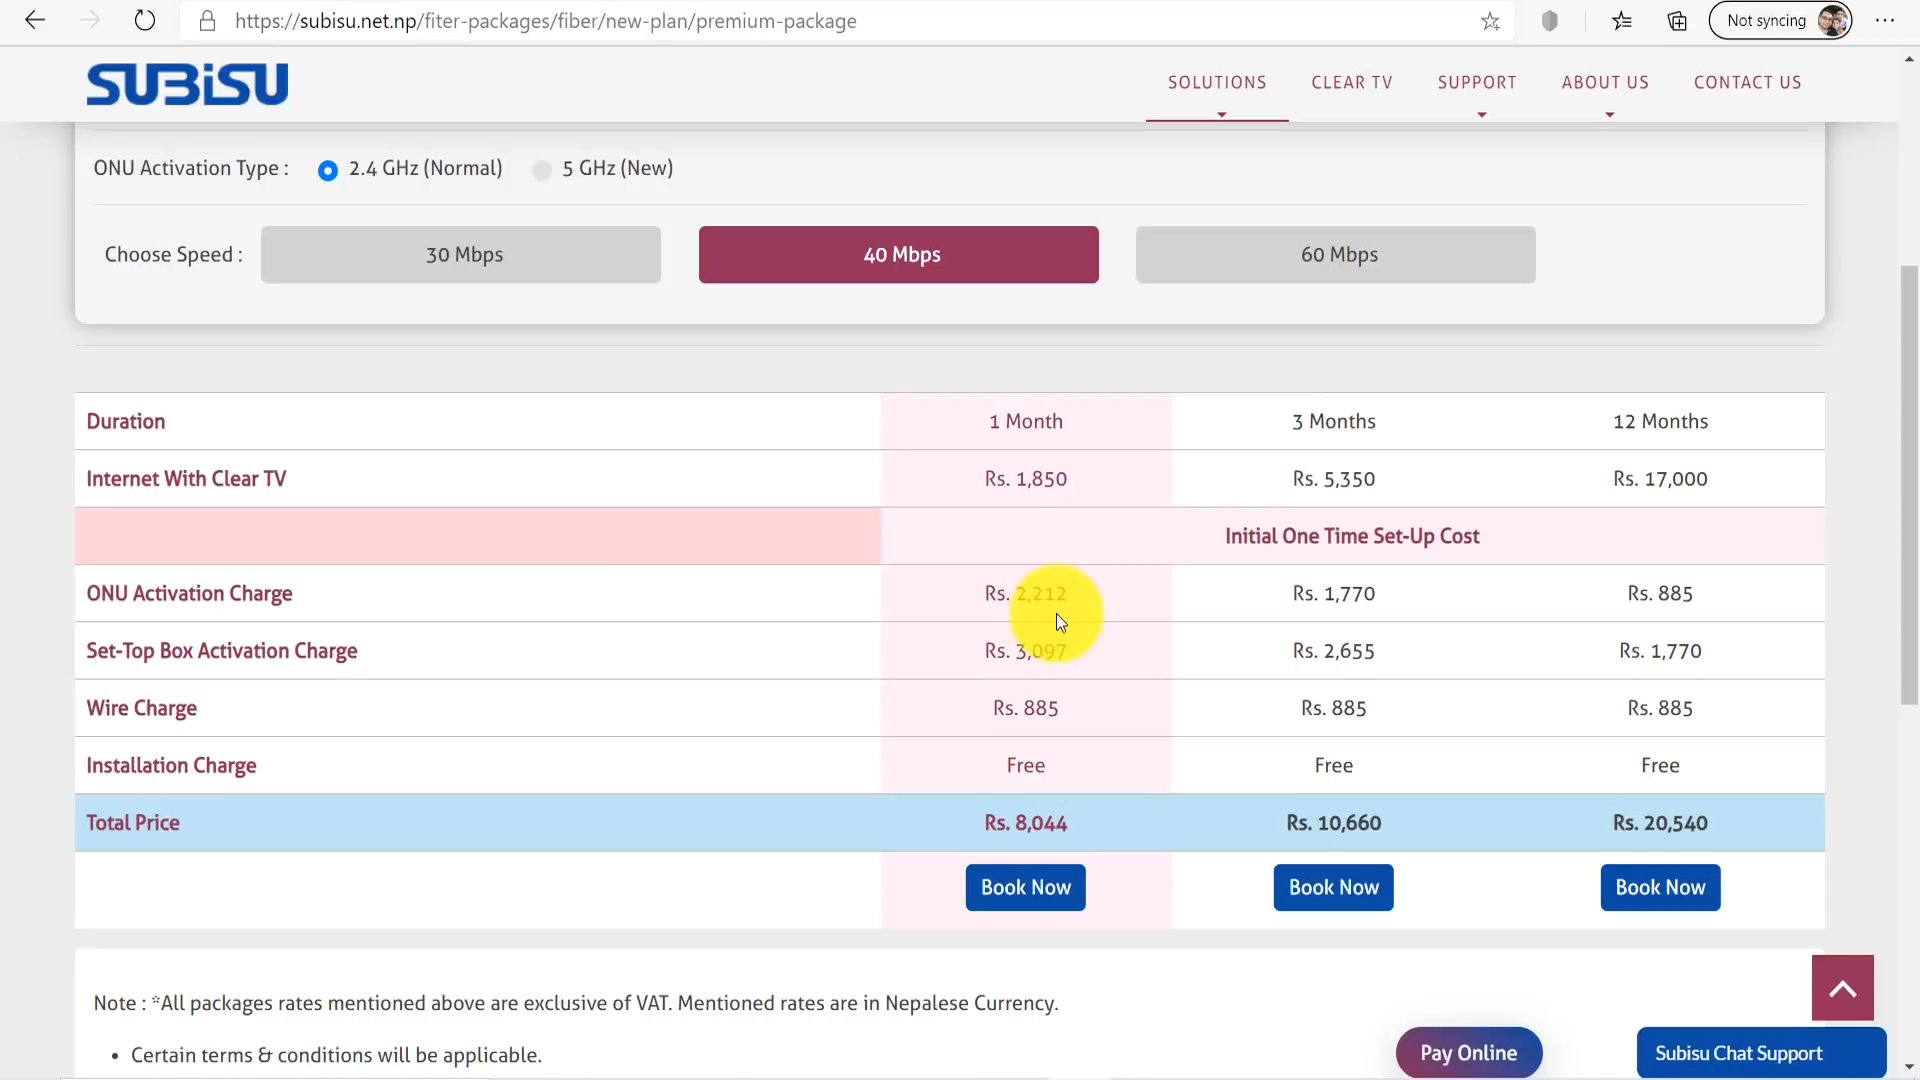 https://subisu.net.np/fiter-packages/fiber/new-plan/premium-package
Not syncing
SUBiSU
SOLUTIONS CLEAR TV SUPPORT ABOUT US CONTACT US
ONU Activation Type : 2.4 GHz (Normal) 5 GHz (New)
Choose Speed : 30 Mbps 40 Mbps 60 Mbps
Duration 1 Month 3 Months 12 Months
Internet With Clear TV Rs. 1,850 Rs. 5,350 Rs. 17,000
Initial One Time Set-Up Cost
ONU Activation Charge Rs. 2,212 Rs. 1,770 Rs. 885
Set-Top Box Activation Charge Rs. 3,097 Rs. 2,655 Rs. 1,770
Wire Charge Rs. 885 Rs. 885 Rs. 885
Installation Charge Free Free Free
Total Price Rs. 8,044 Rs. 10,660 Rs. 20,540
Book Now Book Now Book Now
Note : *All packages rates mentioned above are exclusive of VAT. Mentioned rates are in Nepalese Currency.
• Certain terms & conditions will be applicable.
Pay Online
Subisu Chat Support